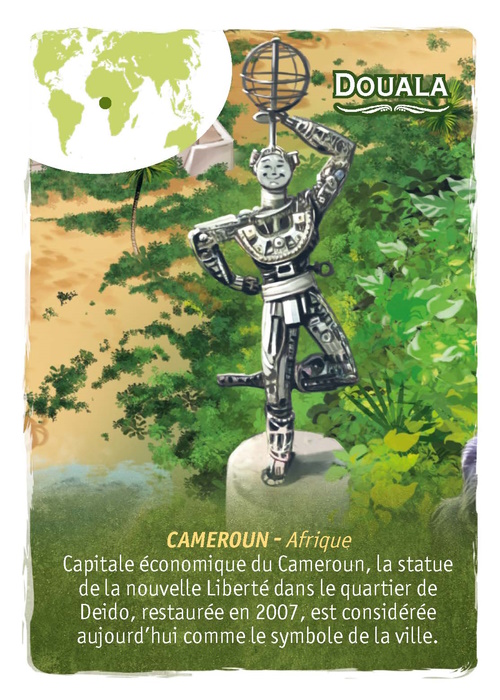 DOUALA
CAMEROUN - Afrique
Capitale économique du Cameroun, la statue
de la nouvelle Liberté dans le quartier de
Deido, restaurée en 2007, est considérée
aujourd'hui comme le symbole de la ville.